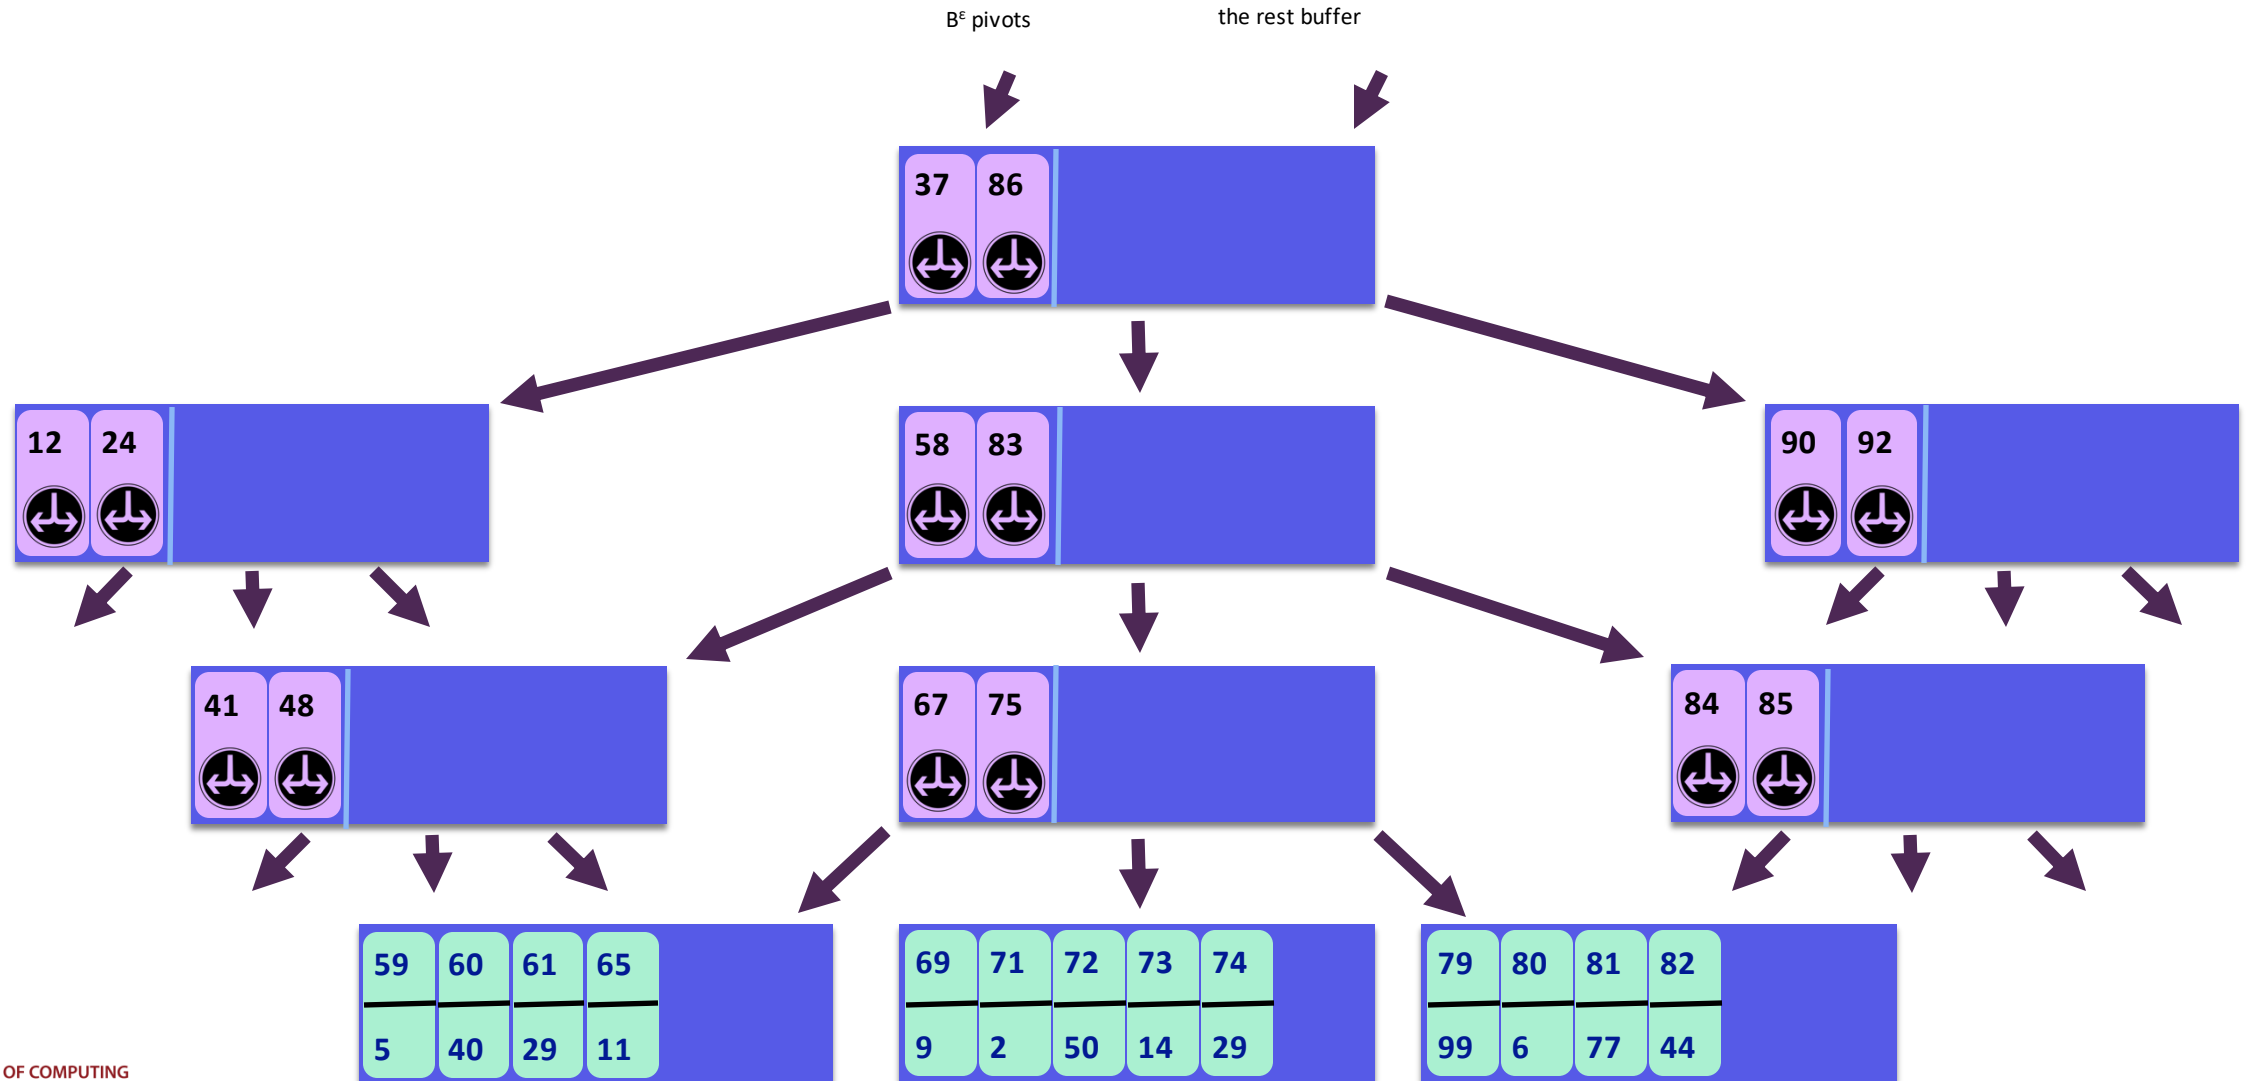 Bᵋ pivots
the rest buffer
37 86
12 24
58 83
90 92
41 48
67 75
84 85
59 60 61 65
5 40 29 11
69 71 72 73 74
9 2 50 14 29
79 80 81 82
99 6 77 44
OF COMPUTING